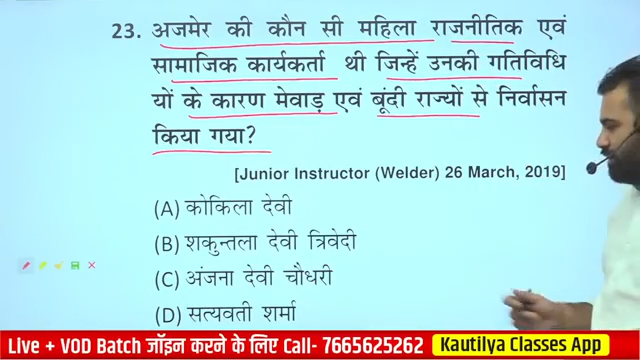 23. अजमेर की कौन सी महिला राजनीतिक एवं
सामाजिक कार्यकर्ता थी जिन्हें उनकी गतिविधि
यों के कारण मेवाड़ एवं बूंदी राज्यों से निर्वासन
किया गया?
[Junior Instructor (Welder) 26 March, 2019]
(A) कोकिला देवी
(B) शकुन्तला देवी त्रिवेदी
(C) अंजना देवी चौधरी
(D) सत्यवती शर्मा
Live + VOD Batch जॉइन करने के लिए Call- 7665625262 Kautilya Classes App